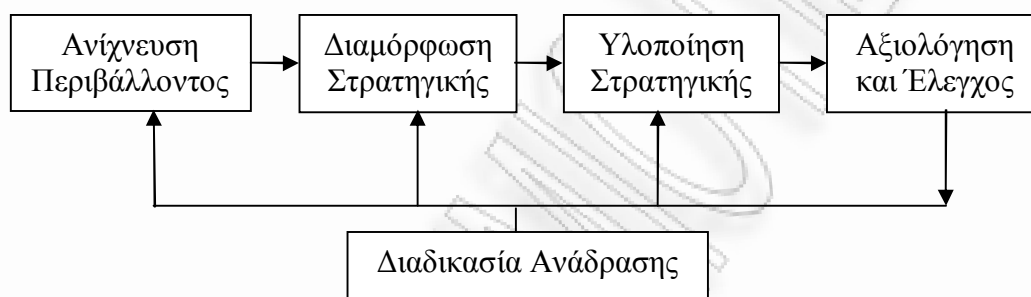 Ανίχνευση
Περιβάλλοντος
Διαμόρφωση
Στρατηγικής
Υλοποίηση
Στρατηγικής
Αξιολόγηση
και Έλεγχος
Διαδικασία Ανάδρασης